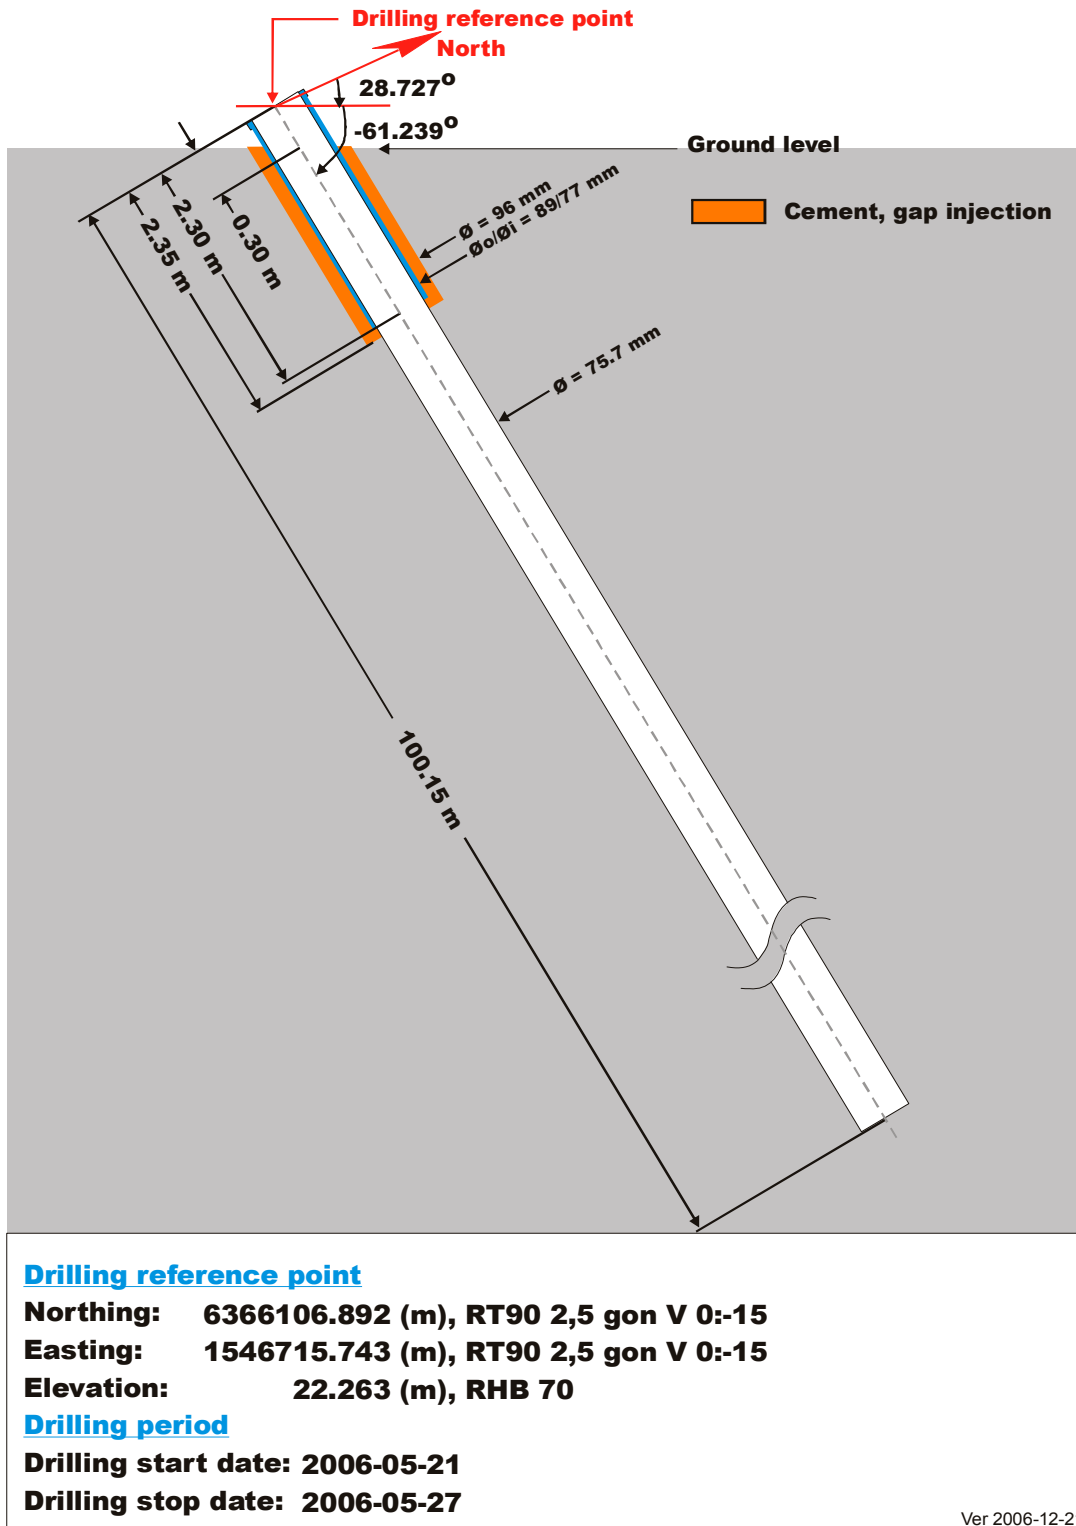 Drilling reference point
North
28.727°
-61.239°
Ground level
Cement, gap injection
Ø = 96 mm
Øo/Øi = 89/77 mm
0.30 m
2.30 m
2.35 m
Ø = 75.7 mm
100.15 m
Drilling reference point
Northing: 6366106.892 (m), RT90 2,5 gon V 0:-15
Easting: 1546715.743 (m), RT90 2,5 gon V 0:-15
Elevation: 22.263 (m), RHB 70
Drilling period
Drilling start date: 2006-05-21
Drilling stop date: 2006-05-27
Ver 2006-12-2